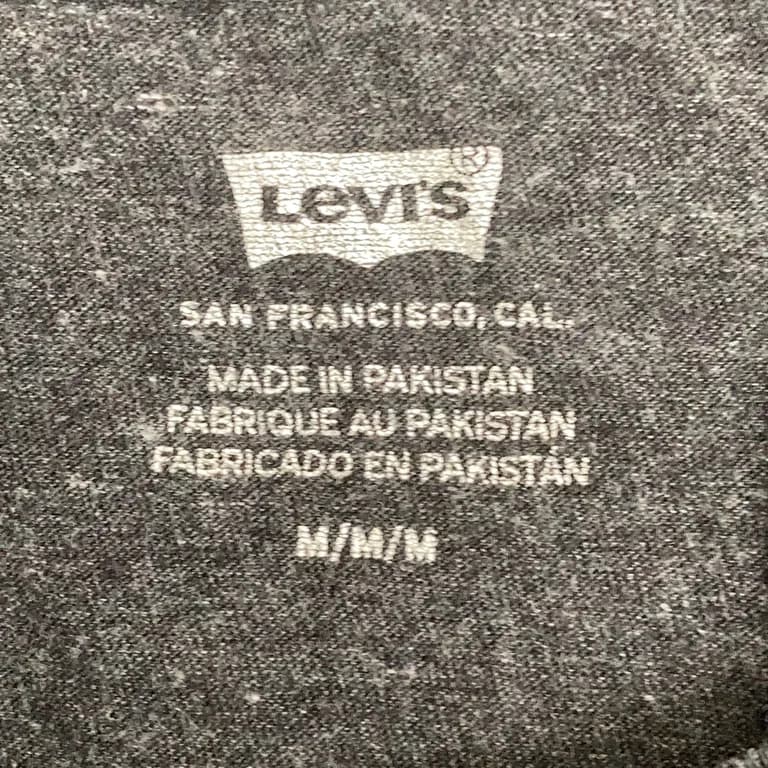 Levi's®
SAN FRANCISCO, CAL.
MADE IN PAKISTAN
FABRIQUE AU PAKISTAN
FABRICADO EN PAKISTÁN
M/M/M